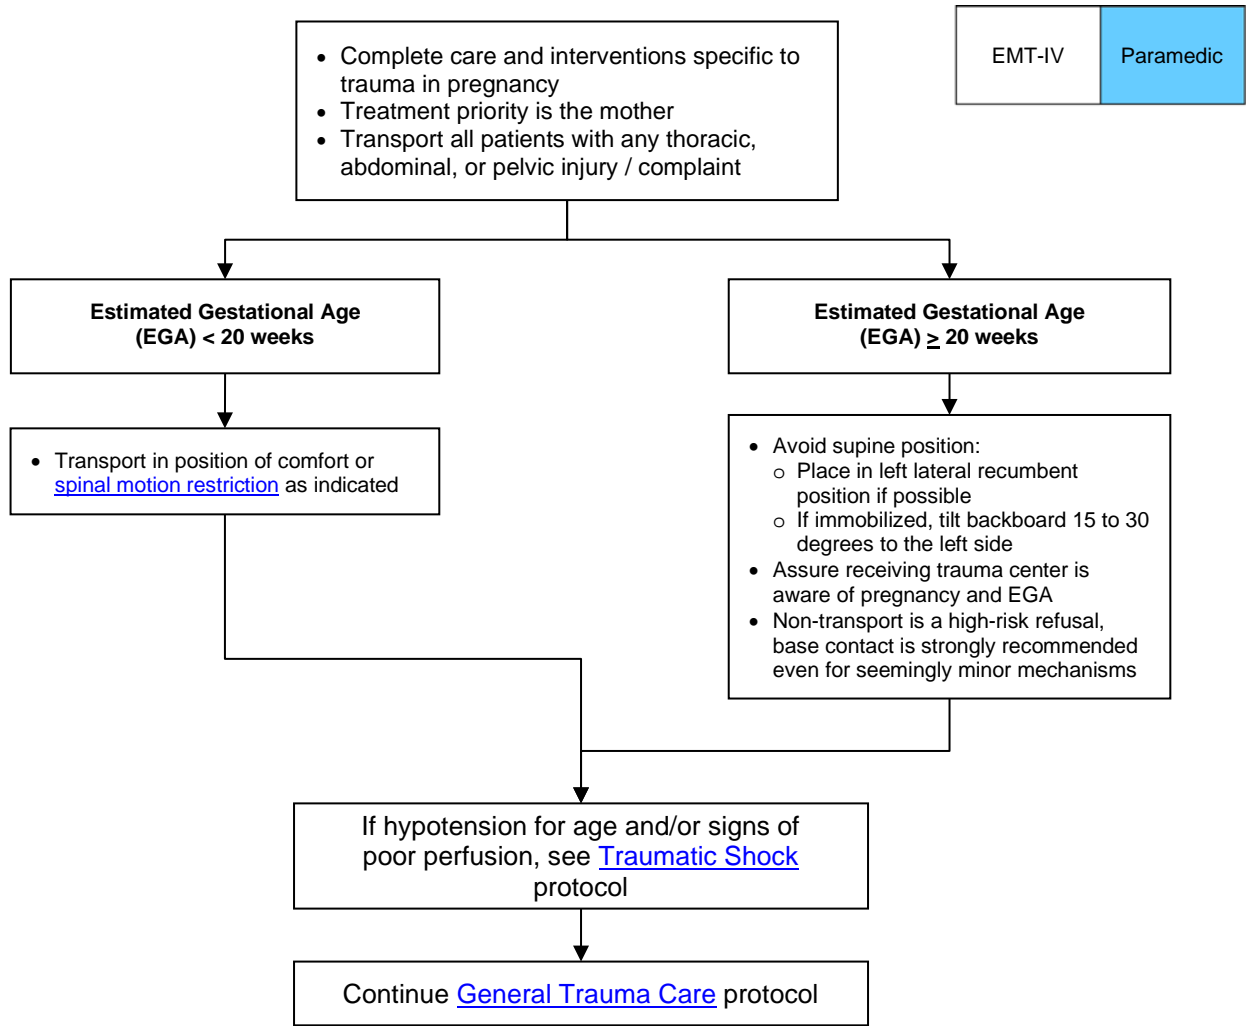 • Complete care and interventions specific to
trauma in pregnancy
• Treatment priority is the mother
• Transport all patients with any thoracic,
abdominal, or pelvic injury / complaint
EMT-IV
Paramedic
Estimated Gestational Age
(EGA) < 20 weeks
Estimated Gestational Age
(EGA) ≥ 20 weeks
• Transport in position of comfort or
spinal motion restriction as indicated
• Avoid supine position:
o Place in left lateral recumbent
position if possible
o If immobilized, tilt backboard 15 to 30
degrees to the left side
• Assure receiving trauma center is
aware of pregnancy and EGA
• Non-transport is a high-risk refusal,
base contact is strongly recommended
even for seemingly minor mechanisms
If hypotension for age and/or signs of
poor perfusion, see Traumatic Shock
protocol
Continue General Trauma Care protocol